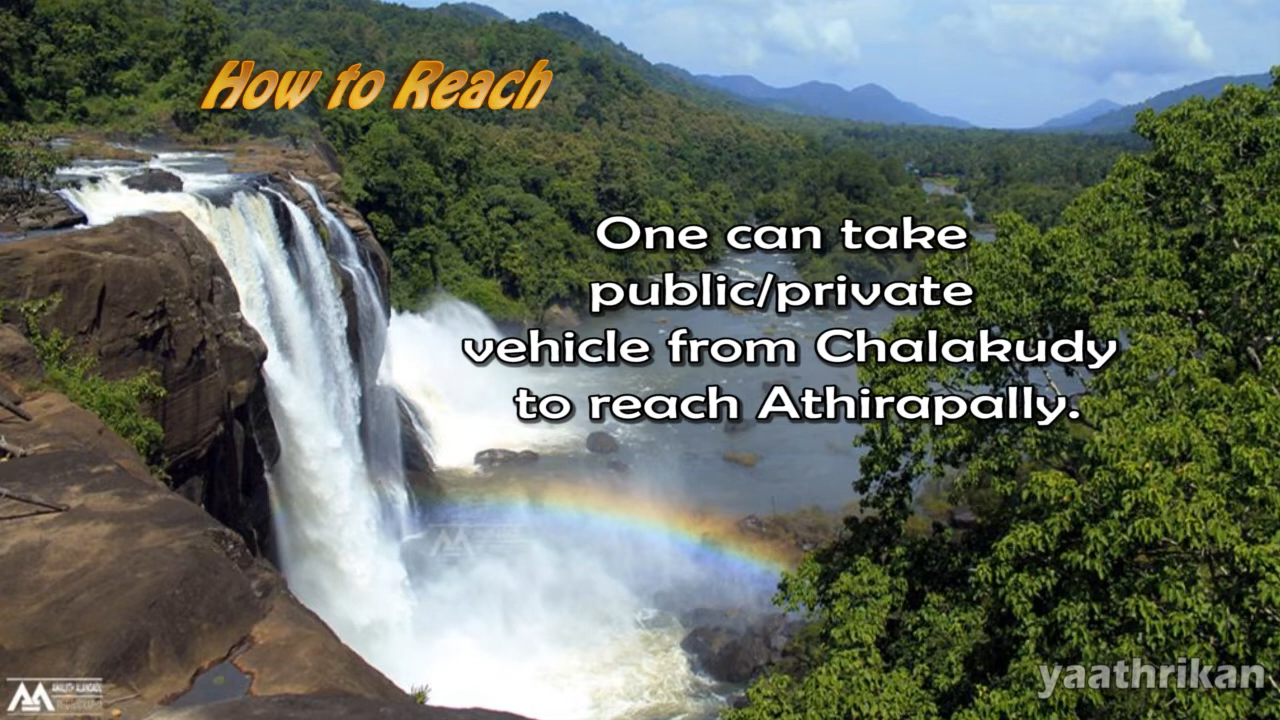 How to Reach
One can take
public/private
vehicle from Chalakudy
to reach Athirapally.
yaathrikan